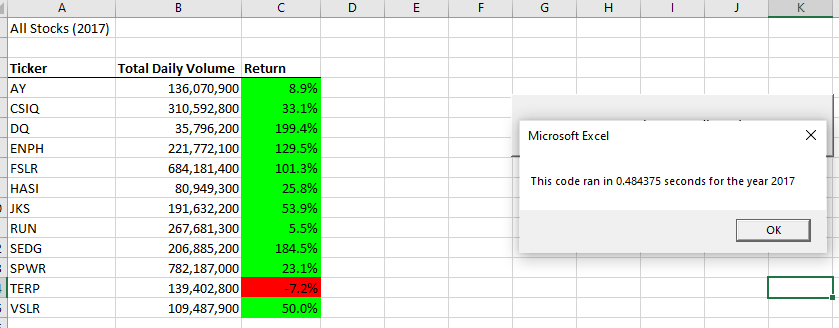 A B C D E F G H I J K
All Stocks (2017)
Ticker Total Daily Volume Return
AY 136,070,900 8.9%
CSIQ 310,592,800 33.1%
DQ 35,796,200 199.4%
ENPH 221,772,100 129.5%
FSLR 684,181,400 101.3%
HASI 80,949,300 25.8%
JKS 191,632,200 53.9%
RUN 267,681,300 5.5%
SEDG 206,885,200 184.5%
SPWR 782,187,000 23.1%
TERP 139,402,800 -7.2%
VSLR 109,487,900 50.0%
Microsoft Excel
This code ran in 0.484375 seconds for the year 2017
OK